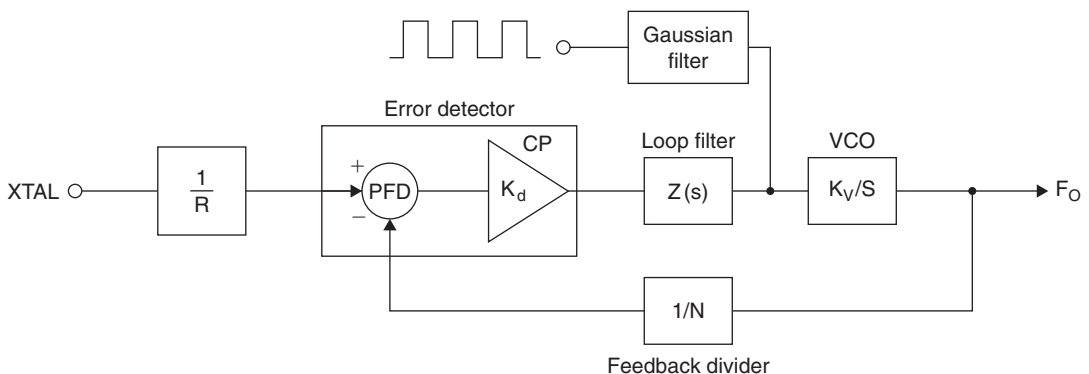 Gaussian
filter
Error detector
CP
Loop filter
VCO
XTAL
1
R
+
−
PFD
K_d
Z(s)
K_V/S
F_O
1/N
Feedback divider